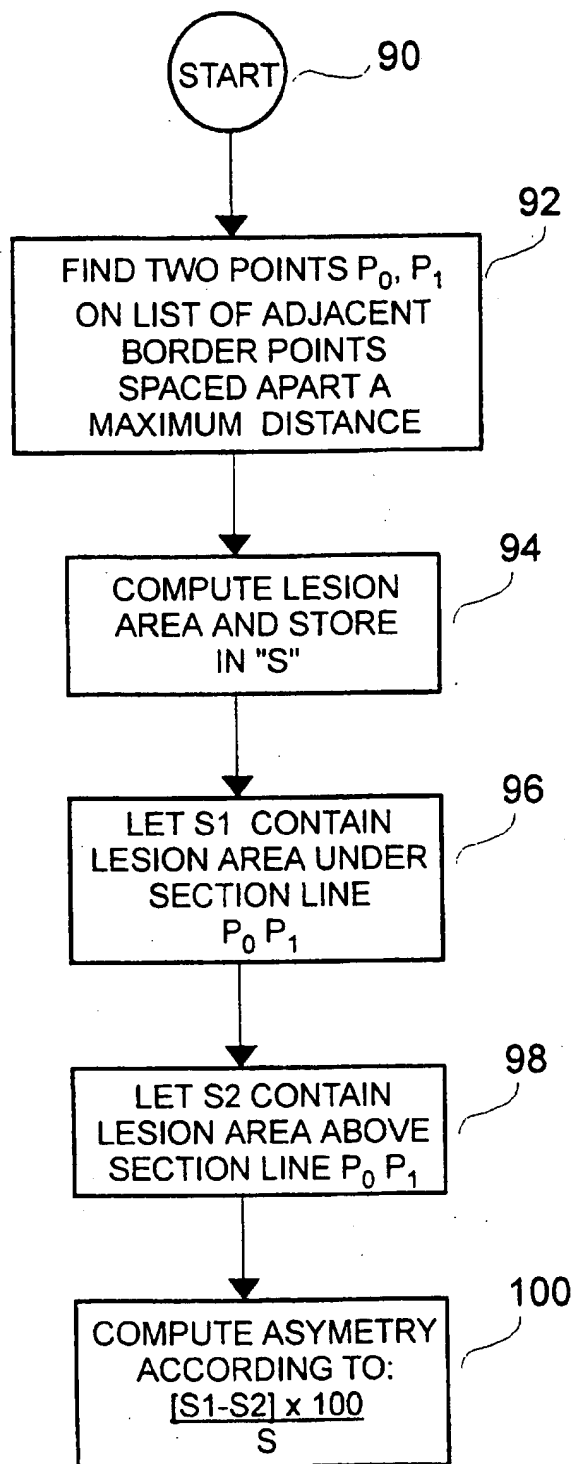 START
90
92
FIND TWO POINTS P₀, P₁
ON LIST OF ADJACENT
BORDER POINTS
SPACED APART A
MAXIMUM DISTANCE
94
COMPUTE LESION
AREA AND STORE
IN "S"
96
LET S1 CONTAIN
LESION AREA UNDER
SECTION LINE
P₀ P₁
98
LET S2 CONTAIN
LESION AREA ABOVE
SECTION LINE P₀ P₁
100
COMPUTE ASYMETRY
ACCORDING TO:
[S1-S2] x 100
S